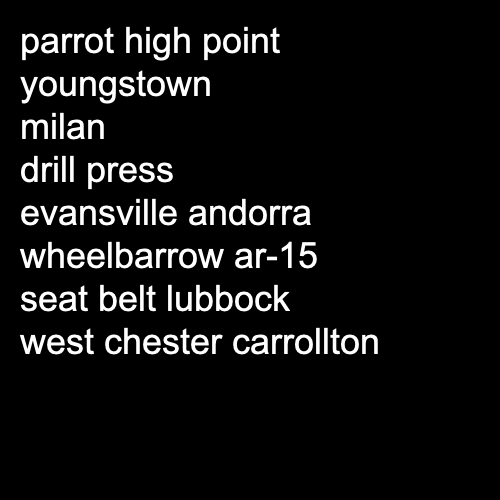 parrot high point
youngstown
milan
drill press
evansville andorra
wheelbarrow ar-15
seat belt lubbock
west chester carrollton